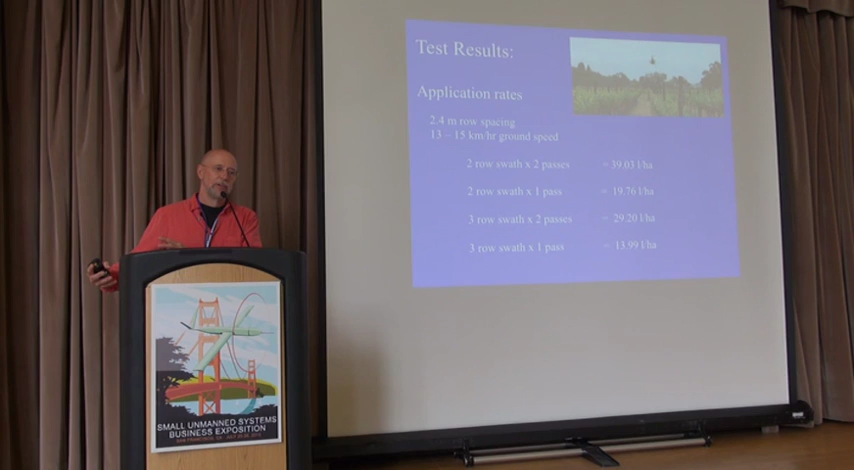 Test Results:
Application rates
2.4 m row spacing
13 – 15 km/hr ground speed
2 row swath x 2 passes = 39.03 l/ha
2 row swath x 1 pass = 19.76 l/ha
3 row swath x 2 passes = 29.20 l/ha
3 row swath x 1 pass = 13.99 l/ha
SMALL UNMANNED SYSTEMS
BUSINESS EXPOSITION